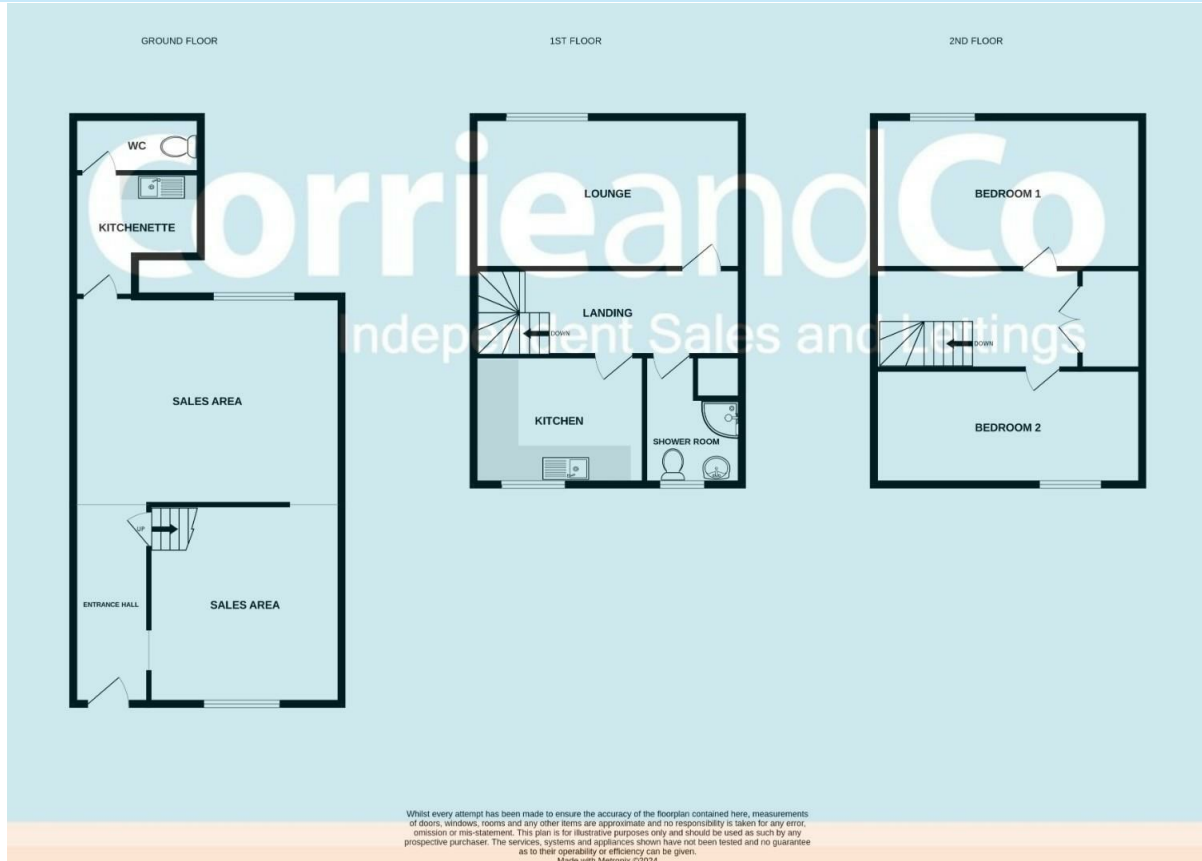 GROUND FLOOR
1ST FLOOR
2ND FLOOR
WC
KITCHENETTE
SALES AREA
UP
ENTRANCE HALL
SALES AREA
LOUNGE
LANDING
DOWN
KITCHEN
SHOWER ROOM
BEDROOM 1
DOWN
BEDROOM 2
CorrieandCo
Independent Sales and Lettings
Whilst every attempt has been made to ensure the accuracy of the floorplan contained here, measurements
of doors, windows, rooms and any other items are approximate and no responsibility is taken for any error,
omission or mis-statement. This plan is for illustrative purposes only and should be used as such by any
prospective purchaser. The services, systems and appliances shown have not been tested and no guarantee
as to their operability or efficiency can be given.
Made with Metropix ©2024